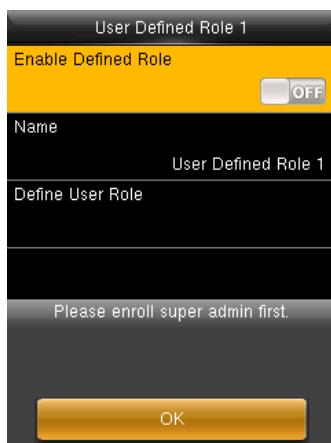 User Defined Role 1
Enable Defined Role
OFF
Name
User Defined Role 1
Define User Role
Please enroll super admin first.
OK